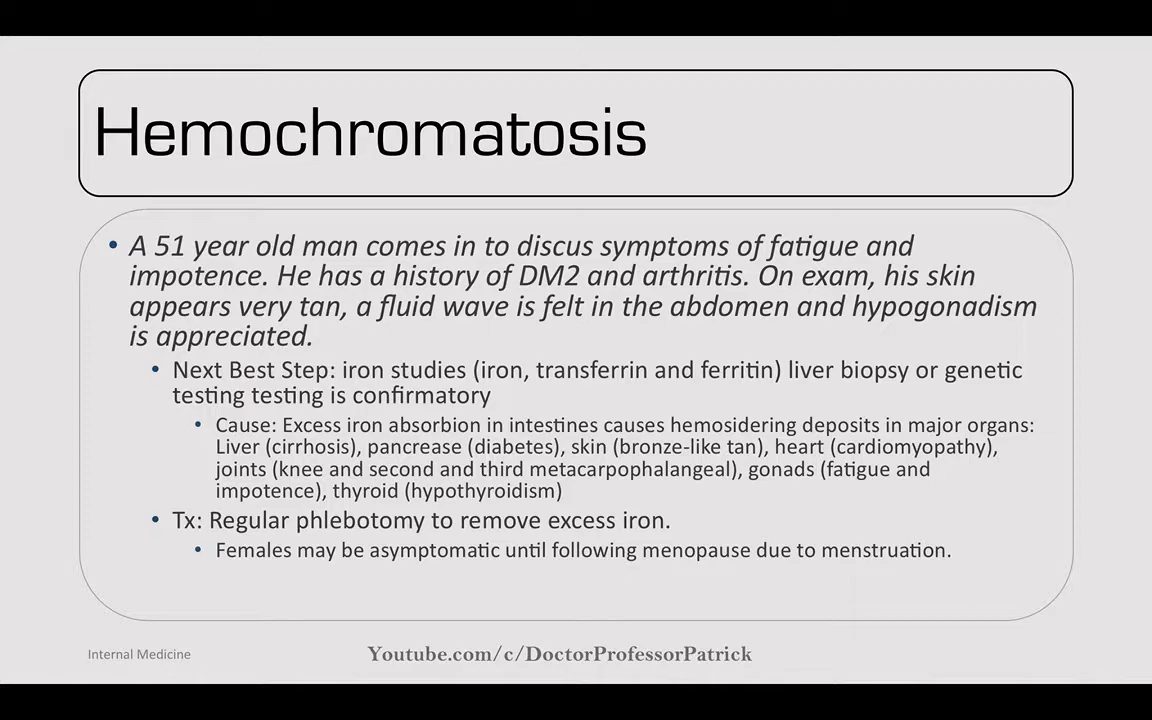 Hemochromatosis
• A 51 year old man comes in to discus symptoms of fatigue and
impotence. He has a history of DM2 and arthritis. On exam, his skin
appears very tan, a fluid wave is felt in the abdomen and hypogonadism
is appreciated.
• Next Best Step: iron studies (iron, transferrin and ferritin) liver biopsy or genetic
testing testing is confirmatory
• Cause: Excess iron absorbion in intestines causes hemosidering deposits in major organs:
Liver (cirrhosis), pancrease (diabetes), skin (bronze-like tan), heart (cardiomyopathy),
joints (knee and second and third metacarpophalangeal), gonads (fatigue and
impotence), thyroid (hypothyroidism)
• Tx: Regular phlebotomy to remove excess iron.
• Females may be asymptomatic until following menopause due to menstruation.
Internal Medicine
Youtube.com/c/DoctorProfessorPatrick